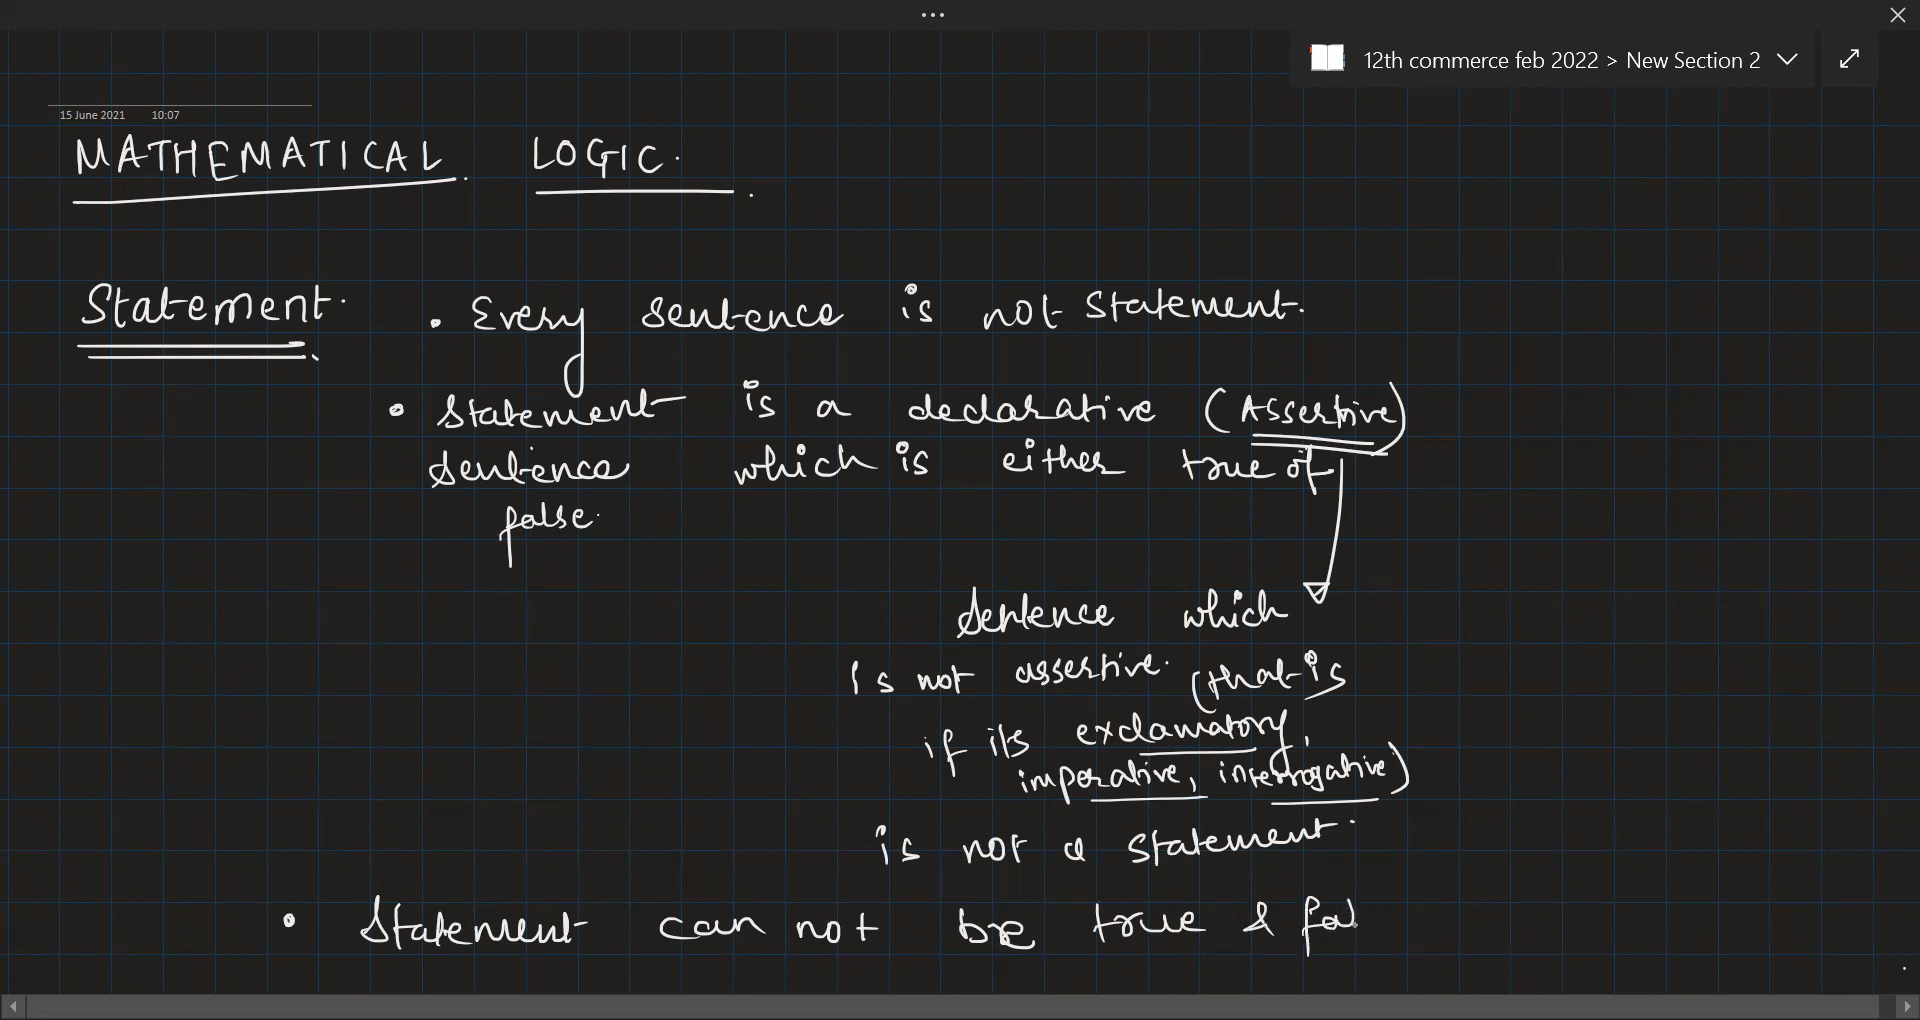 12th commerce feb 2022 > New Section 2
15 June 2021 10:07
MATHEMATICAL LOGIC.
Statement. • Every sentence is not statement.
• Statement is a declarative (Assertive)
sentence which is either true or
false.
Sentence which
is not assertive. (that is
if its exclamatory,
imperative, interrogative)
is not a statement.
• Statement can not be true & fal